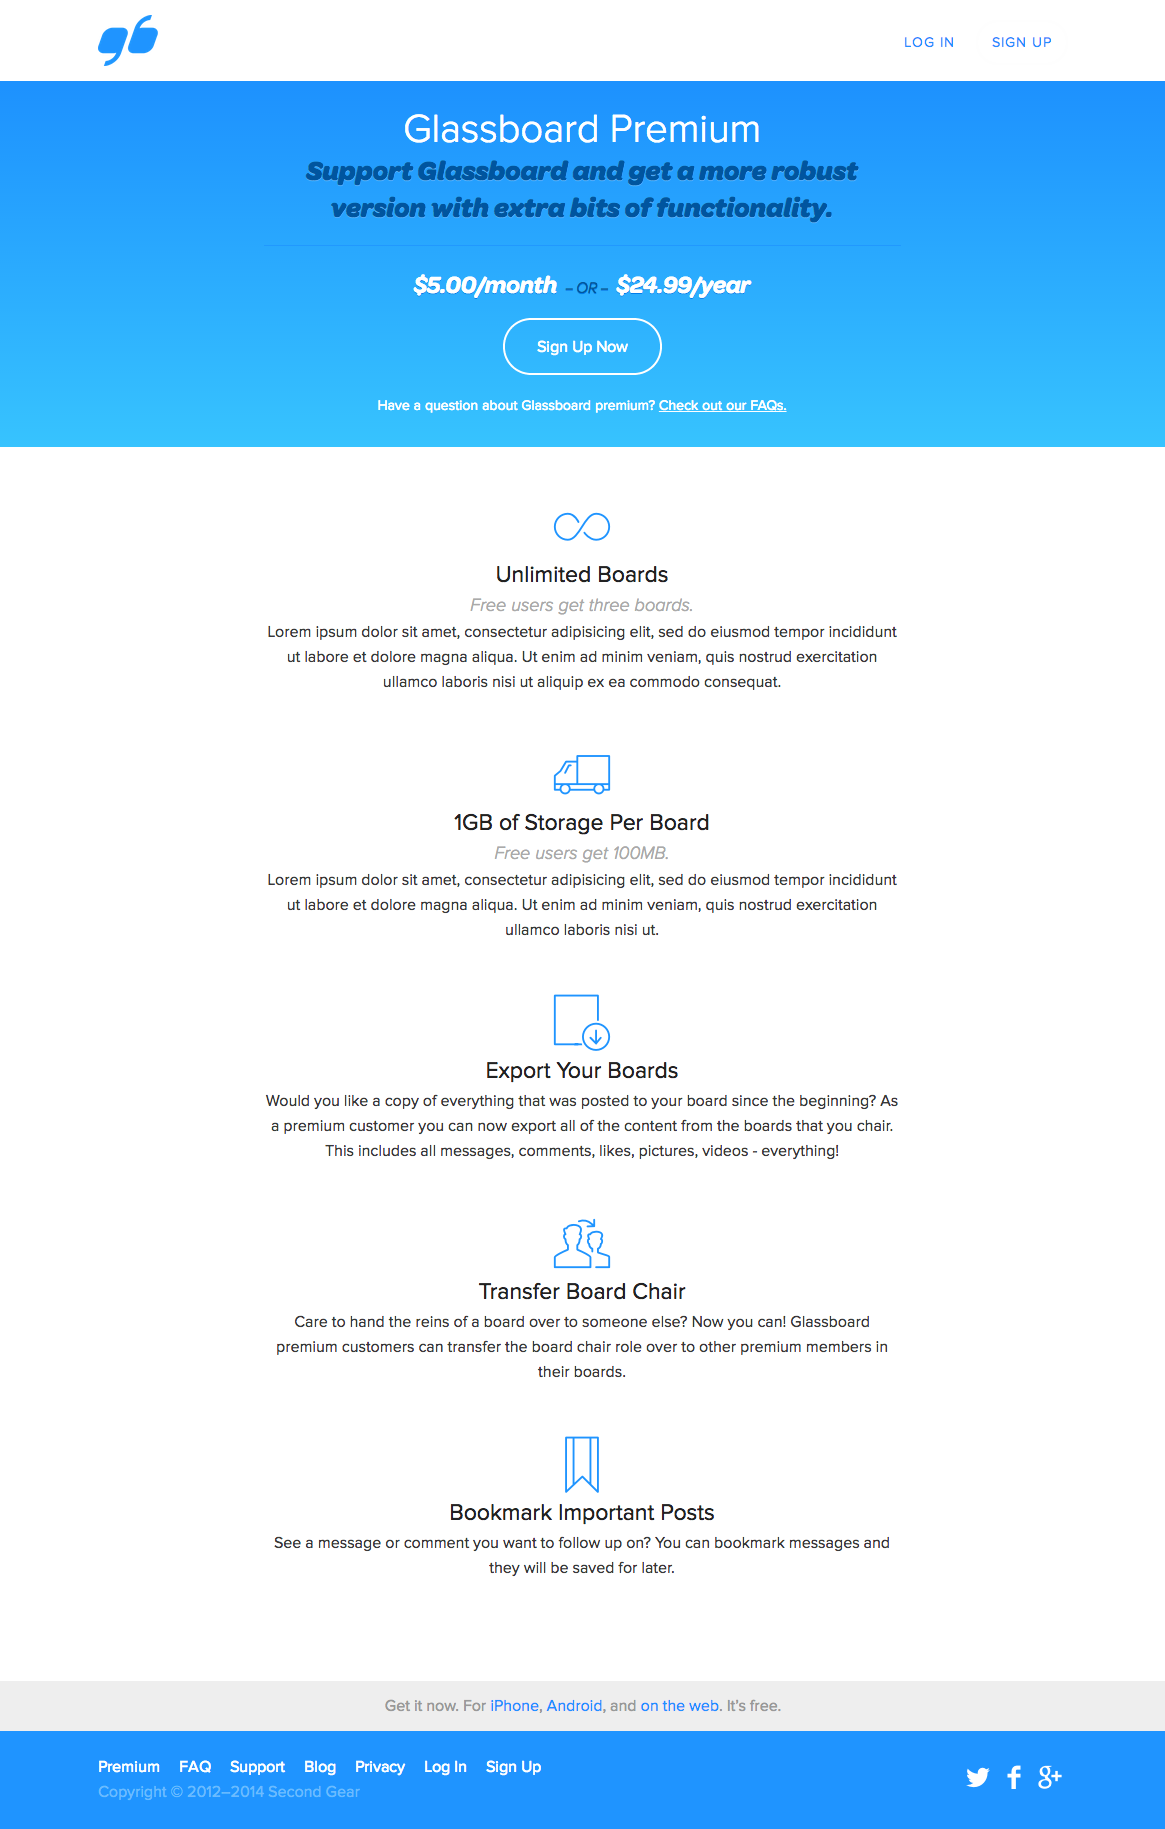 gb
LOG IN SIGN UP
Glassboard Premium
Support Glassboard and get a more robust
version with extra bits of functionality.
$5.00/month – OR – $24.99/year
Sign Up Now
Have a question about Glassboard premium? Check out our FAQs.
Unlimited Boards
Free users get three boards.
Lorem ipsum dolor sit amet, consectetur adipisicing elit, sed do eiusmod tempor incididunt
ut labore et dolore magna aliqua. Ut enim ad minim veniam, quis nostrud exercitation
ullamco laboris nisi ut aliquip ex ea commodo consequat.
1GB of Storage Per Board
Free users get 100MB.
Lorem ipsum dolor sit amet, consectetur adipisicing elit, sed do eiusmod tempor incididunt
ut labore et dolore magna aliqua. Ut enim ad minim veniam, quis nostrud exercitation
ullamco laboris nisi ut.
Export Your Boards
Would you like a copy of everything that was posted to your board since the beginning? As
a premium customer you can now export all of the content from the boards that you chair.
This includes all messages, comments, likes, pictures, videos - everything!
Transfer Board Chair
Care to hand the reins of a board over to someone else? Now you can! Glassboard
premium customers can transfer the board chair role over to other premium members in
their boards.
Bookmark Important Posts
See a message or comment you want to follow up on? You can bookmark messages and
they will be saved for later.
Get it now. For iPhone, Android, and on the web. It's free.
Premium FAQ Support Blog Privacy Log In Sign Up
Copyright © 2012–2014 Second Gear